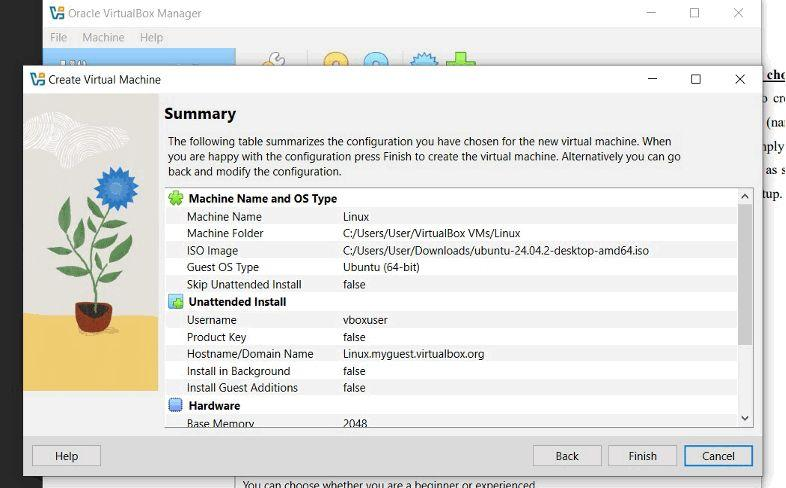 Oracle VirtualBox Manager
File Machine Help
Create Virtual Machine
Summary
The following table summarizes the configuration you have chosen for the new virtual machine. When
you are happy with the configuration press Finish to create the virtual machine. Alternatively you can go
back and modify the configuration.
Machine Name and OS Type
Machine Name Linux
Machine Folder C:/Users/User/VirtualBox VMs/Linux
ISO Image C:/Users/User/Downloads/ubuntu-24.04.2-desktop-amd64.iso
Guest OS Type Ubuntu (64-bit)
Skip Unattended Install false
Unattended Install
Username vboxuser
Product Key false
Hostname/Domain Name Linux.myguest.virtualbox.org
Install in Background false
Install Guest Additions false
Hardware
Base Memory 2048
Help Back Finish Cancel
You can choose whether you are a beginner or experienced